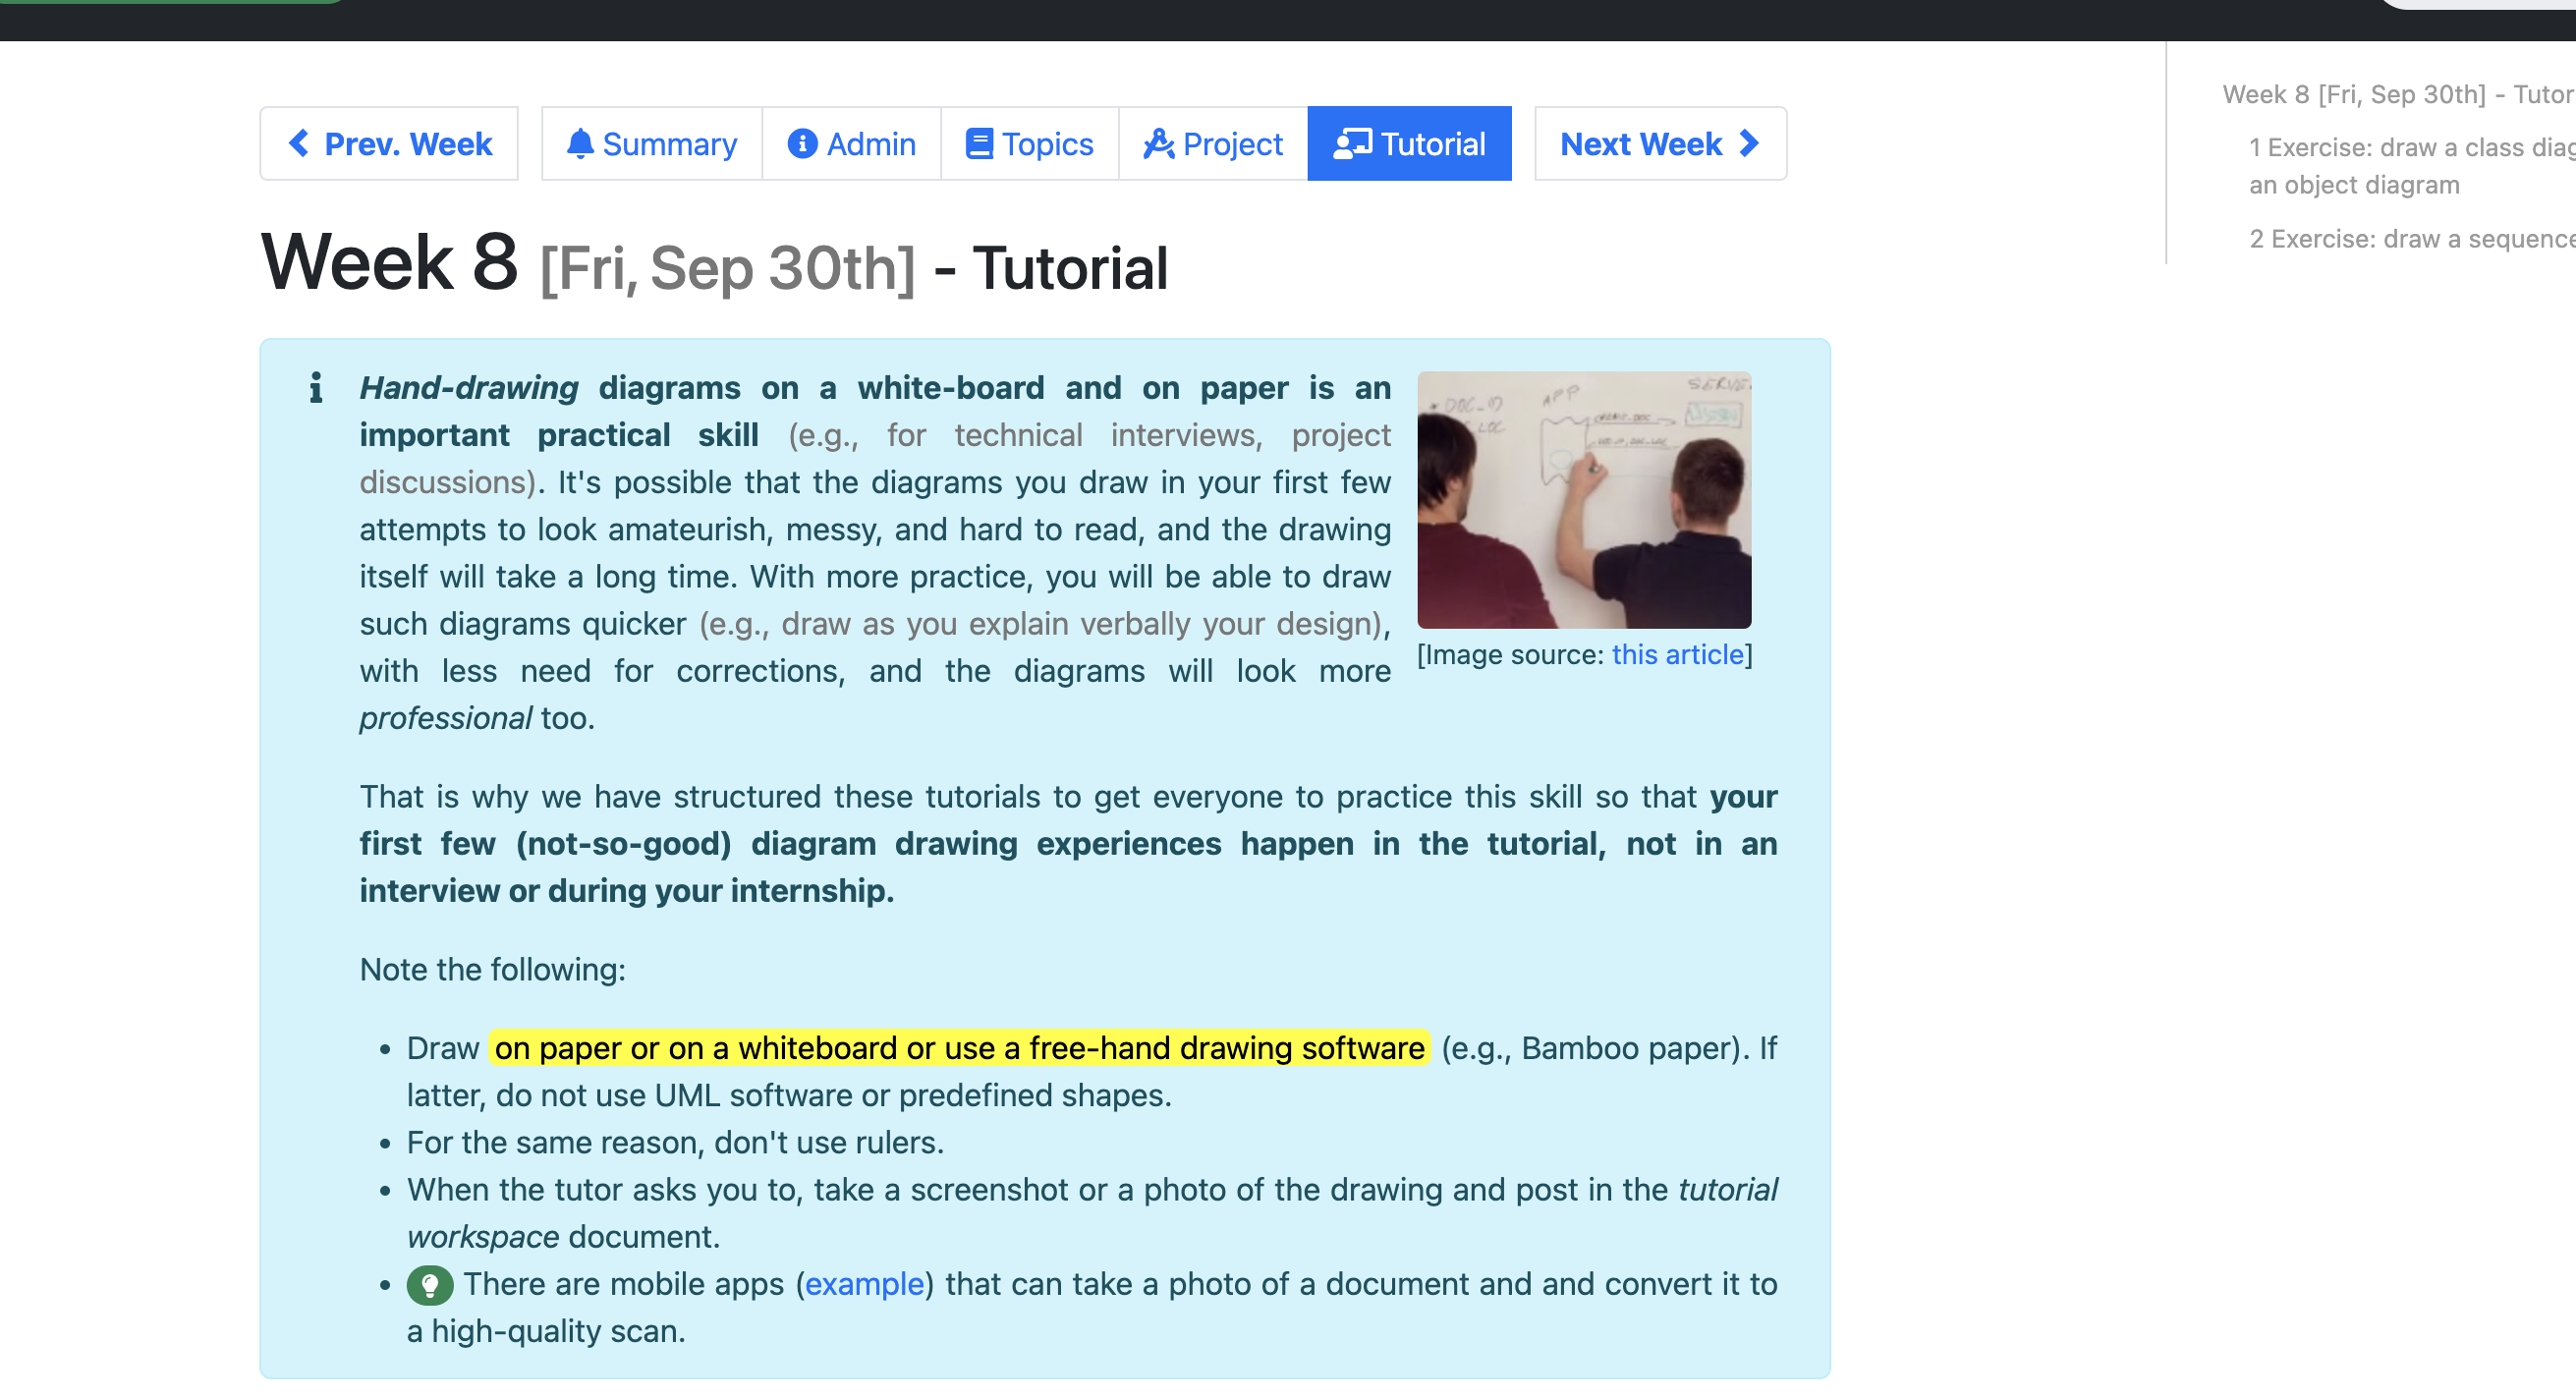 Prev. Week
Summary
Admin
Topics
Project
Tutorial
Next Week
Week 8 [Fri, Sep 30th] - Tutorial
Hand-drawing diagrams on a white-board and on paper is an
important practical skill (e.g., for technical interviews, project
discussions). It's possible that the diagrams you draw in your first few
attempts to look amateurish, messy, and hard to read, and the drawing
itself will take a long time. With more practice, you will be able to draw
such diagrams quicker (e.g., draw as you explain verbally your design),
with less need for corrections, and the diagrams will look more
professional too.
DOC_ID
APP
SERVE
LOC
[Image source: this article]
That is why we have structured these tutorials to get everyone to practice this skill so that your
first few (not-so-good) diagram drawing experiences happen in the tutorial, not in an
interview or during your internship.
Note the following:
• Draw on paper or on a whiteboard or use a free-hand drawing software (e.g., Bamboo paper). If
latter, do not use UML software or predefined shapes.
• For the same reason, don't use rulers.
• When the tutor asks you to, take a screenshot or a photo of the drawing and post in the tutorial
workspace document.
• There are mobile apps (example) that can take a photo of a document and and convert it to
a high-quality scan.
Week 8 [Fri, Sep 30th] - Tutor
1 Exercise: draw a class diag
an object diagram
2 Exercise: draw a sequence